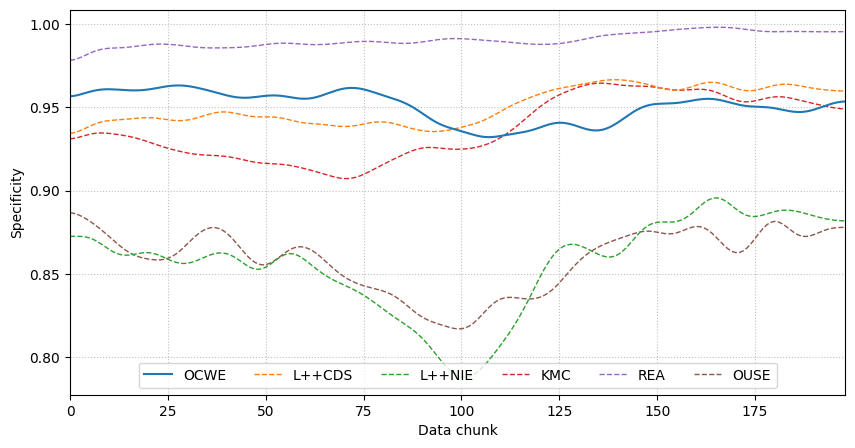 1.00
0.95
0.90
0.85
0.80
Specificity
OCWE L++CDS L++NIE KMC REA OUSE
0 25 50 75 100 125 150 175
Data chunk